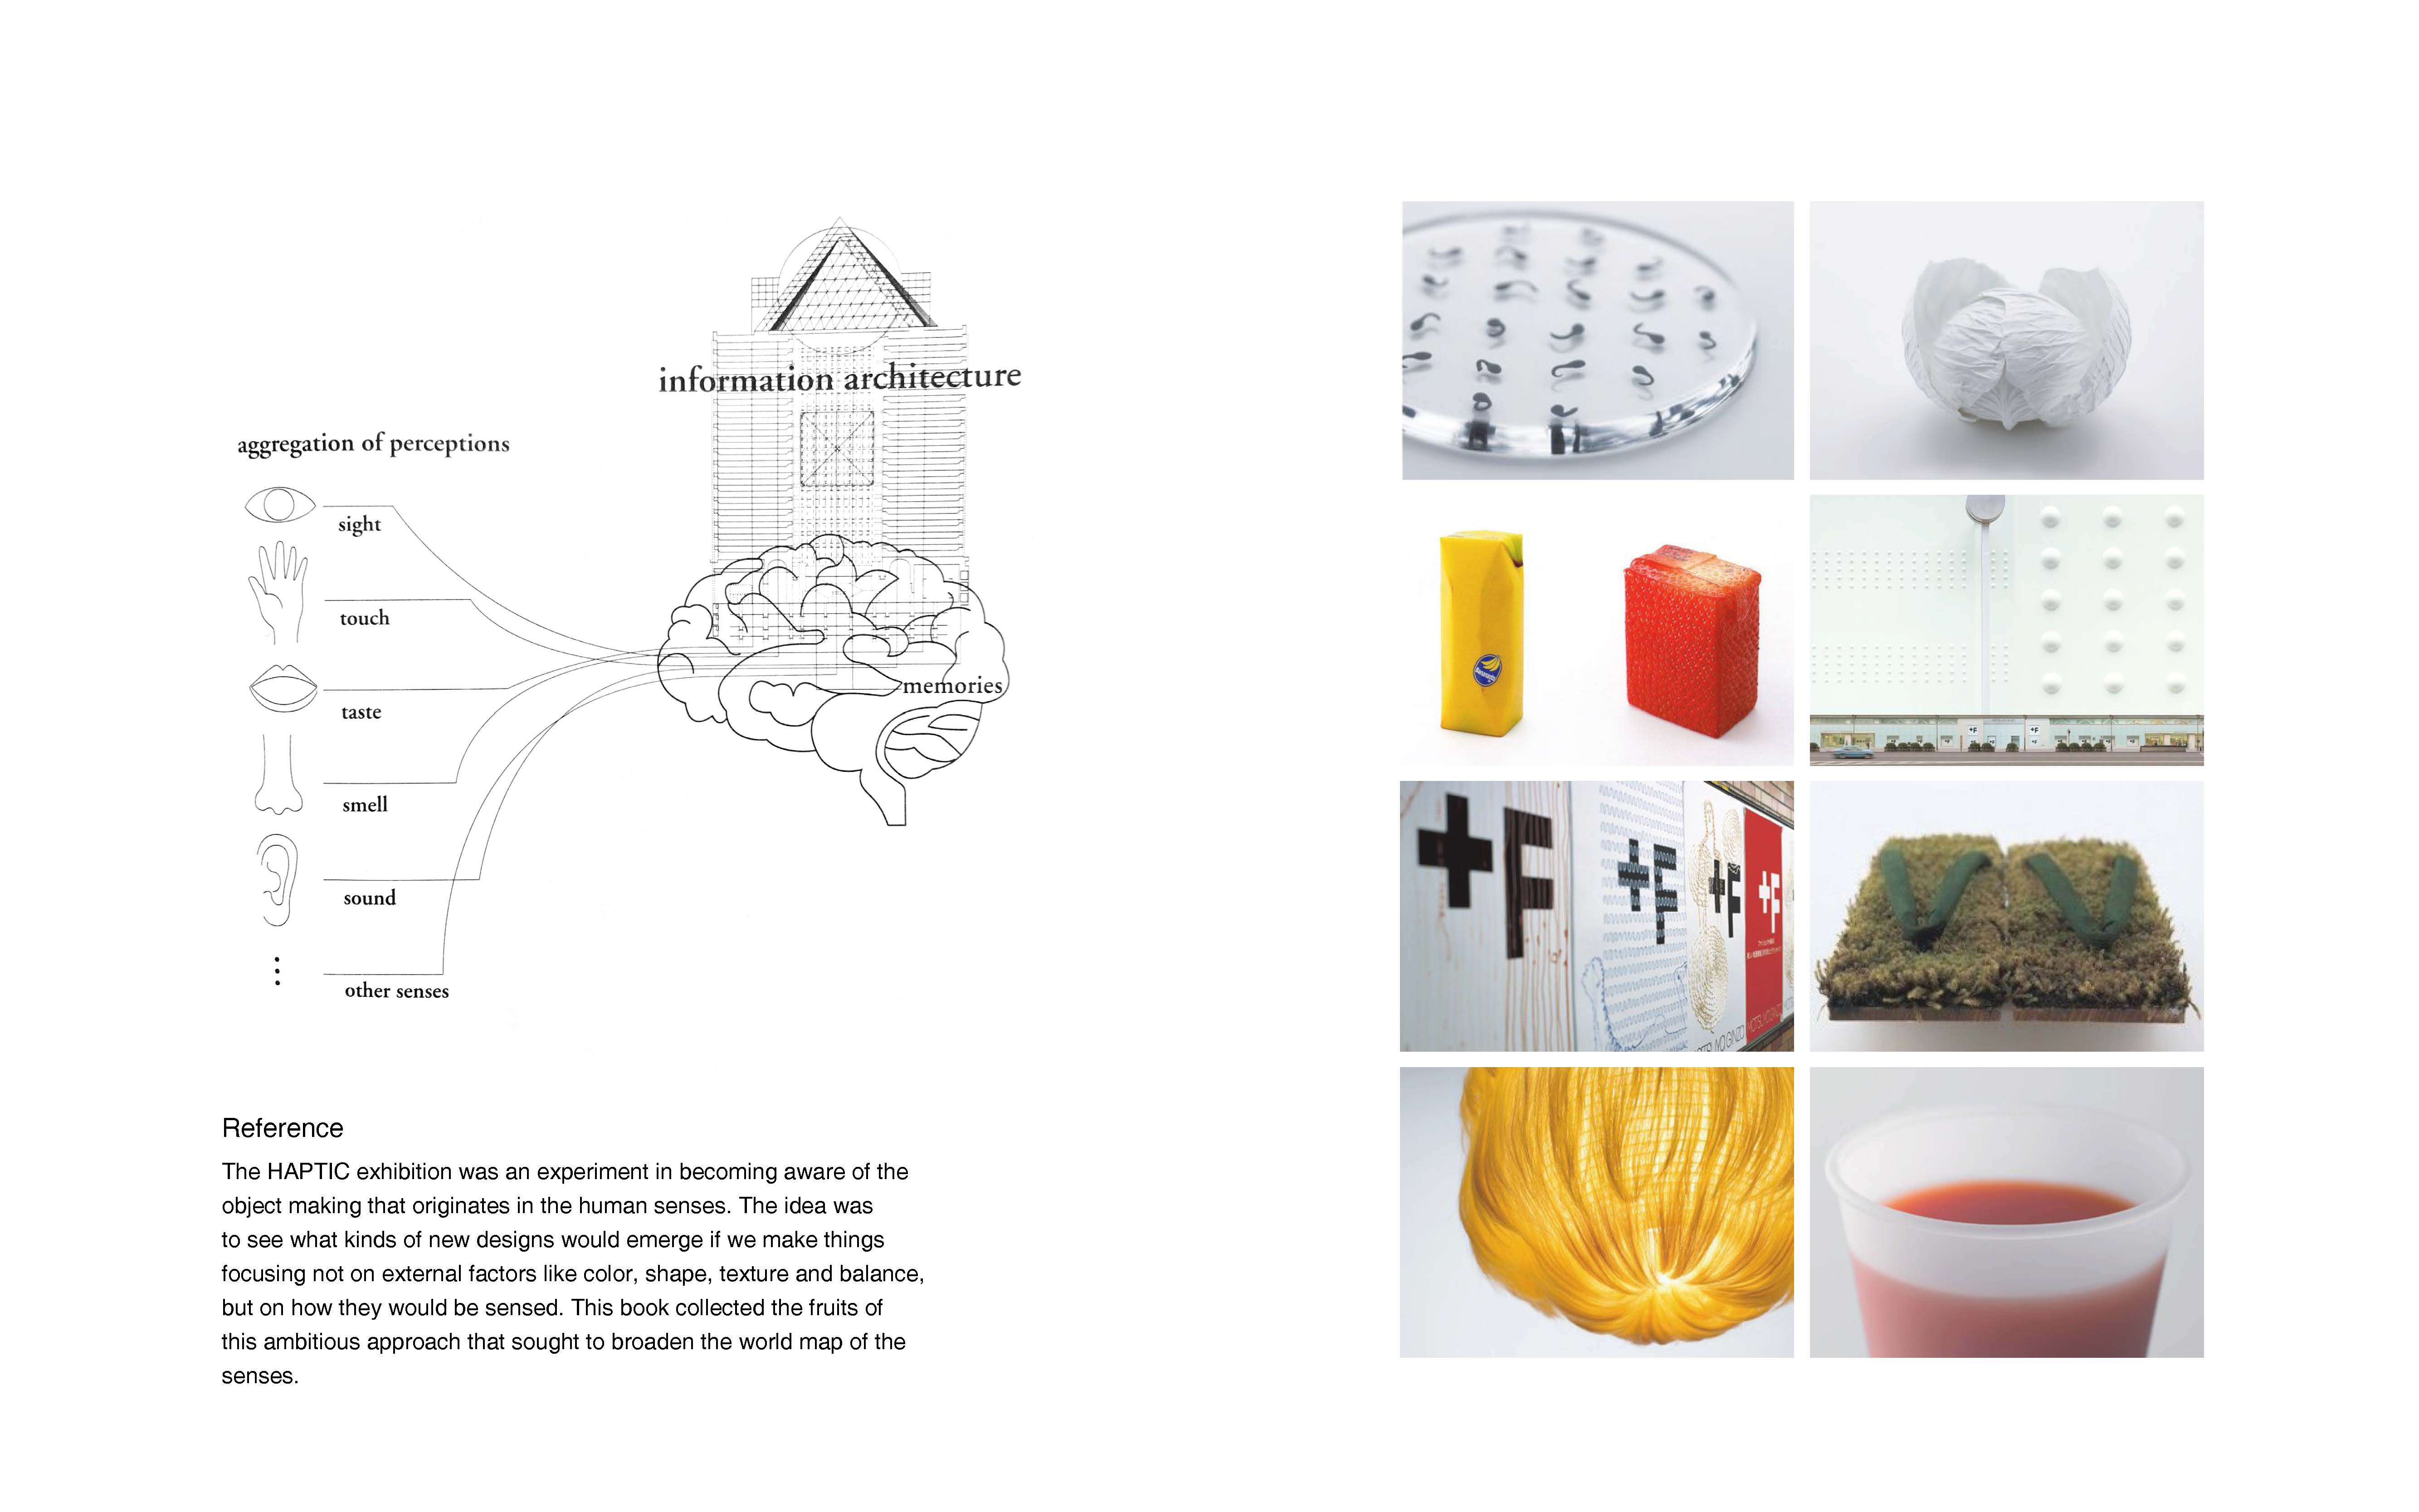 information architecture
aggregation of perceptions
sight
touch
taste
smell
sound
other senses
memories
Reference
The HAPTIC exhibition was an experiment in becoming aware of the
object making that originates in the human senses. The idea was
to see what kinds of new designs would emerge if we make things
focusing not on external factors like color, shape, texture and balance,
but on how they would be sensed. This book collected the fruits of
this ambitious approach that sought to broaden the world map of the
senses.
+F
+F
+F
+F
+F
+F